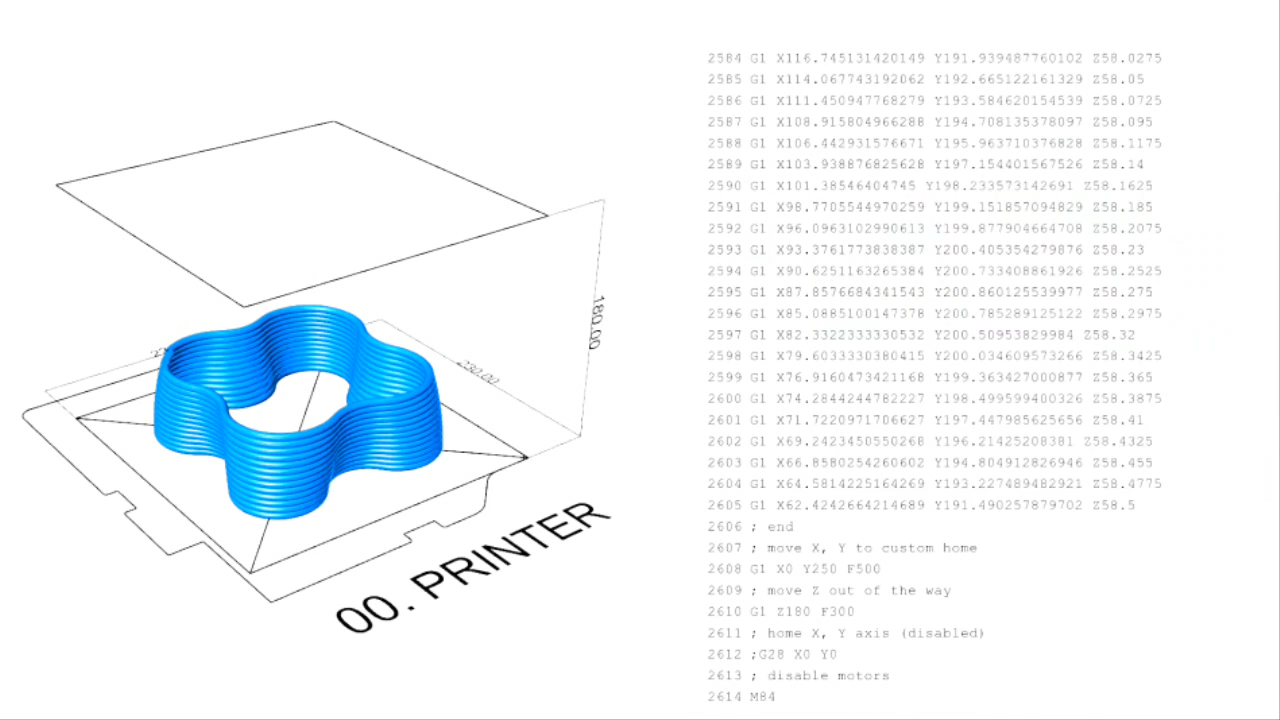 180.00
230.00
00. PRINTER
2584 G1 X116.745131420149 Y191.939487760102 Z58.0275
2585 G1 X114.067743192062 Y192.665122161329 Z58.05
2586 G1 X111.450947768279 Y193.584620154539 Z58.0725
2587 G1 X108.915804966288 Y194.708135378097 Z58.095
2588 G1 X106.442931576671 Y195.963710376828 Z58.1175
2589 G1 X103.938876825628 Y197.154401567526 Z58.14
2590 G1 X101.38546404745 Y198.233573142691 Z58.1625
2591 G1 X98.7705544970259 Y199.151857094829 Z58.185
2592 G1 X96.0963102990613 Y199.877904664708 Z58.2075
2593 G1 X93.3761773838387 Y200.405354279876 Z58.23
2594 G1 X90.6251163265384 Y200.733408861926 Z58.2525
2595 G1 X87.8576684341543 Y200.860125539977 Z58.275
2596 G1 X85.0885100147378 Y200.785289125122 Z58.2975
2597 G1 X82.3322333330532 Y200.50953829984 Z58.32
2598 G1 X79.6033330380415 Y200.034609573266 Z58.3425
2599 G1 X76.9160473421168 Y199.363427000877 Z58.365
2600 G1 X74.2844244782227 Y198.499599400326 Z58.3875
2601 G1 X71.7220971706627 Y197.447985625656 Z58.41
2602 G1 Y196.21425208381 Z58.4325
2603 G1 X66.8580254260602 Y194.804912826946 Z58.455
2604 G1 X64.5814225164269 Y193.227489482921 Z58.4775
2605 G1 X62.4242664214689 Y191.490257879702 Z58.5
2606 ; end
2607 ; move X, Y to custom home
2608 G1 X0 Y250 F500
2609 ; move Z out of the way
2610 G1 Z180 F300
2611 ; home X, Y axis (disabled)
2612 ;G28 X0 Y0
2613 ; disable motors
2614 M84